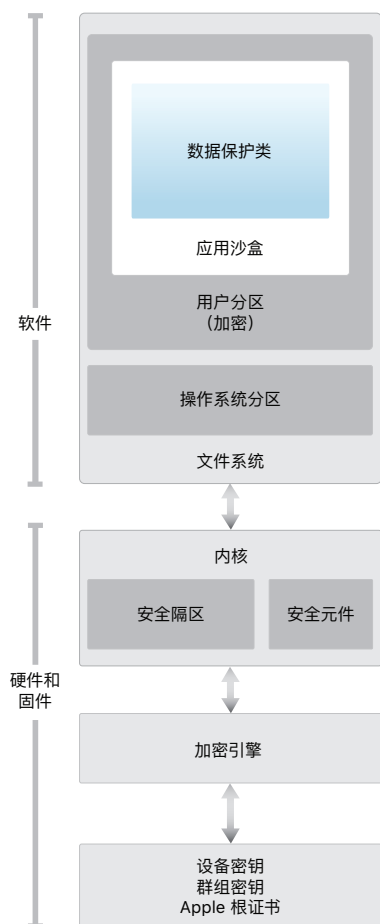 数据保护类
应用沙盒
用户分区
（加密）
软件
操作系统分区
文件系统
内核
安全隔区
安全元件
硬件和
固件
加密引擎
设备密钥
群组密钥
Apple 根证书